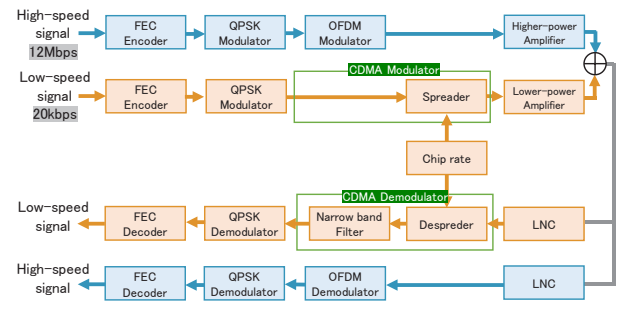 High-speed
signal
12Mbps
FEC
Encoder
QPSK
Modulator
OFDM
Modulator
Higher-power
Amplifier
Low-speed
signal
20kbps
FEC
Encoder
QPSK
Modulator
CDMA Modulator
Spreader
Lower-power
Amplifier
Chip rate
Low-speed
signal
FEC
Decoder
QPSK
Demodulator
CDMA Demodulator
Narrow band
Filter
Despreder
LNC
High-speed
signal
FEC
Decoder
QPSK
Demodulator
OFDM
Demodulator
LNC